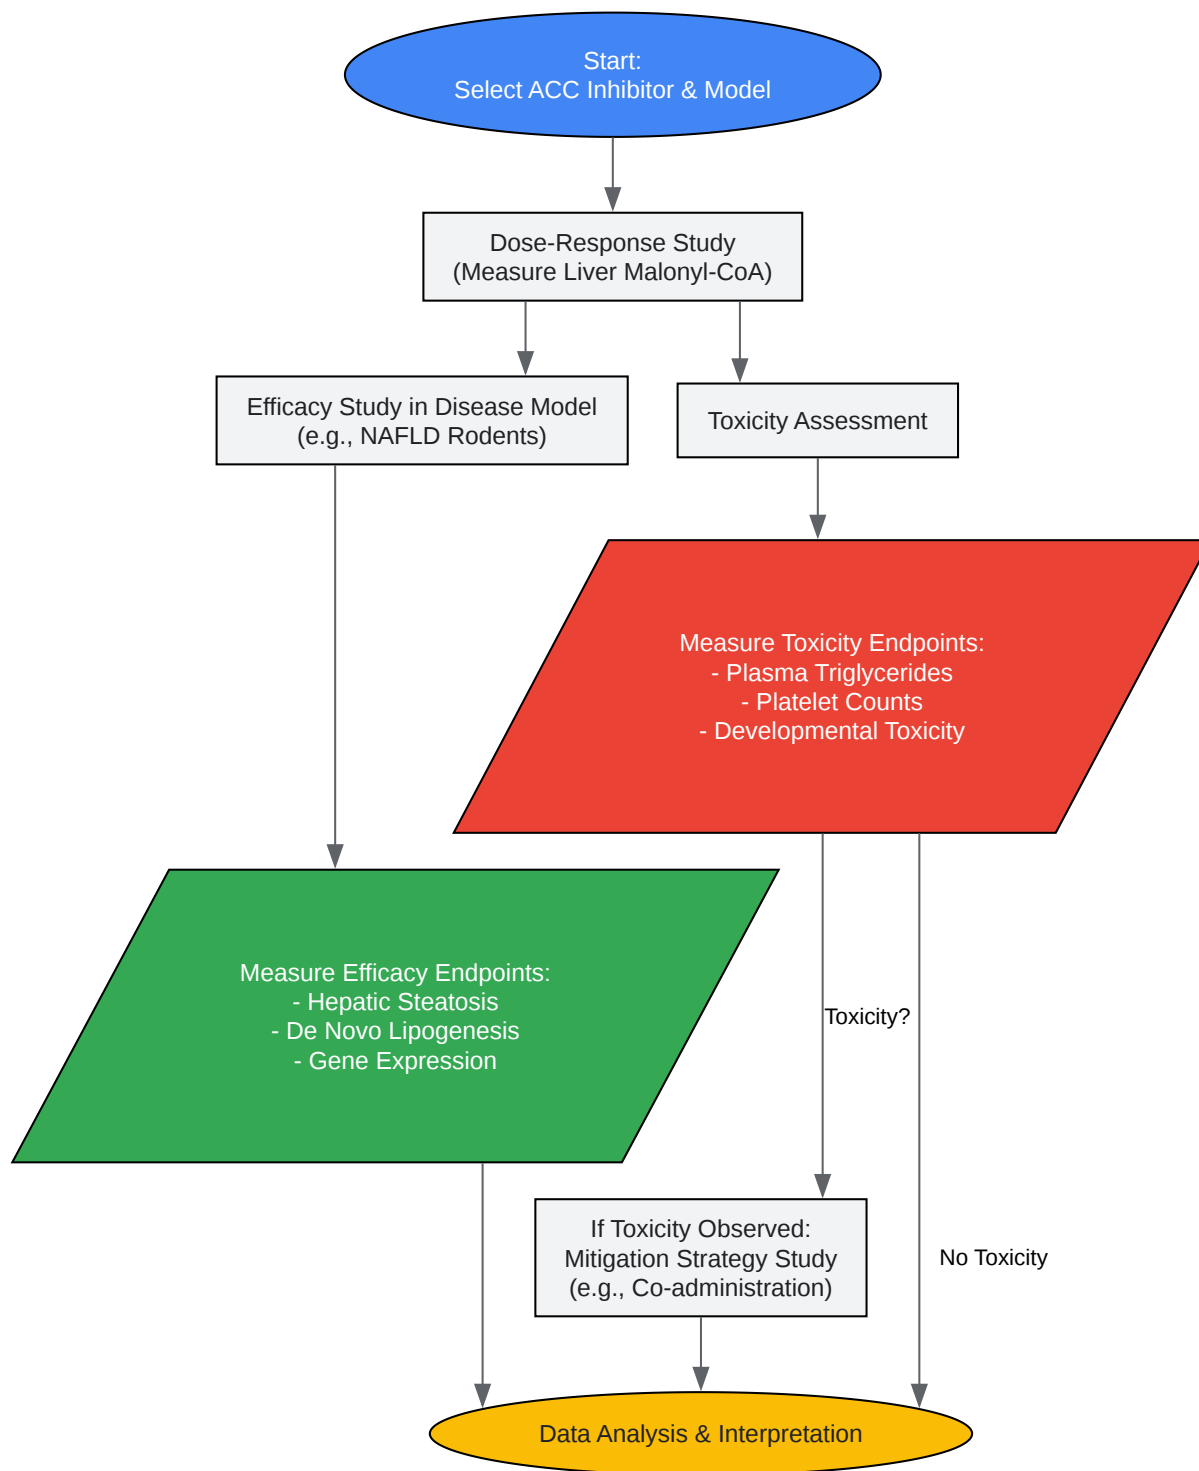 Start:
Select ACC Inhibitor & Model
Dose-Response Study
(Measure Liver Malonyl-CoA)
Efficacy Study in Disease Model
(e.g., NAFLD Rodents)
Toxicity Assessment
Measure Toxicity Endpoints:
- Plasma Triglycerides
- Platelet Counts
- Developmental Toxicity
Measure Efficacy Endpoints:
- Hepatic Steatosis
- De Novo Lipogenesis
- Gene Expression
Toxicity?
If Toxicity Observed:
Mitigation Strategy Study
(e.g., Co-administration)
No Toxicity
Data Analysis & Interpretation